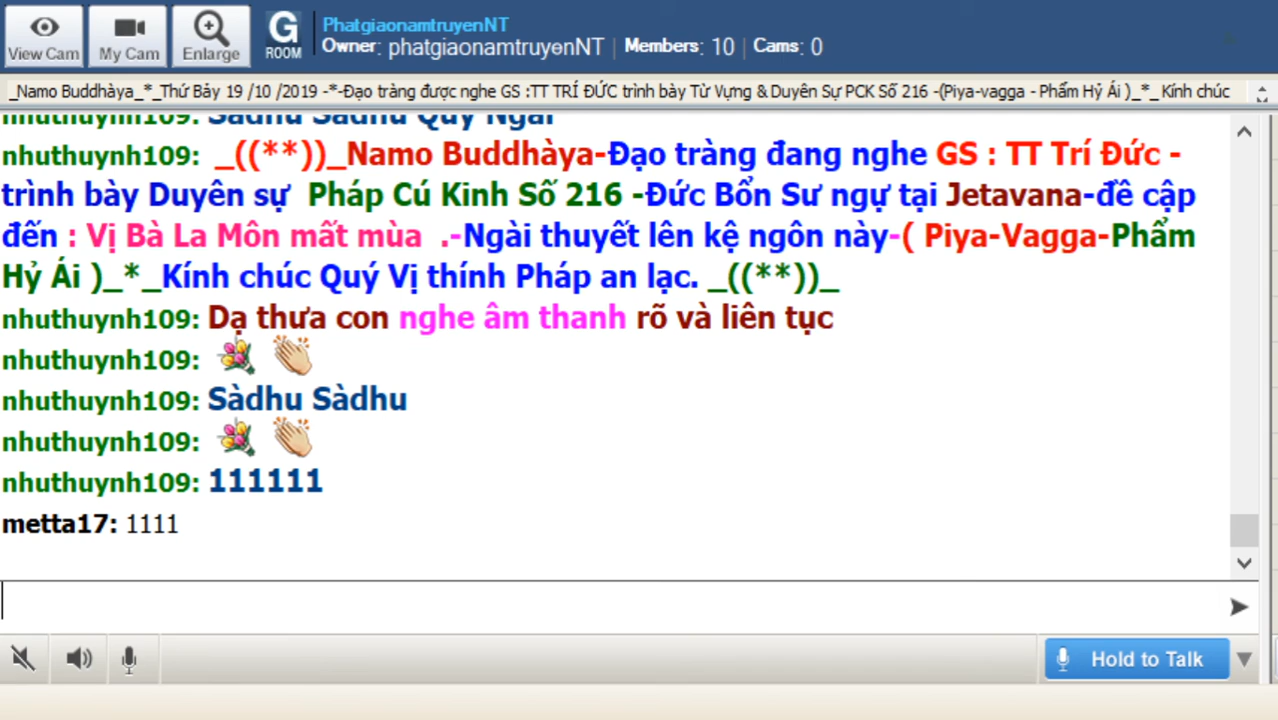 View Cam
My Cam
Enlarge
G
ROOM
PhatgiaonamtruyenNT
Owner: phatgiaonamtruyenNT | Members: 10 | Cams: 0
_Namo Buddhàya_*_Thứ Bảy 19 /10 /2019 -*-Đạo tràng được nghe GS :TT TRÍ ĐỨC trình bày Từ Vựng & Duyên Sự PCK Số 216 -(Piya-vagga - Phẩm Hỷ Ái )_*_Kính chúc
nhuthuynh109: Sàdhu Sàdhu Quý Ngài
nhuthuynh109: _((**))_Namo Buddhàya-Đạo tràng đang nghe GS : TT Trí Đức -
trình bày Duyên sự Pháp Cú Kinh Số 216 -Đức Bổn Sư ngự tại Jetavana-đề cập
đến : Vị Bà La Môn mất mùa .-Ngài thuyết lên kệ ngôn này-( Piya-Vagga-Phẩm
Hỷ Ái )_*_Kính chúc Quý Vị thính Pháp an lạc. _((**))_
nhuthuynh109: Dạ thưa con nghe âm thanh rõ và liên tục
nhuthuynh109:
nhuthuynh109: Sàdhu Sàdhu
nhuthuynh109:
nhuthuynh109: 111111
metta17: 1111
Hold to Talk